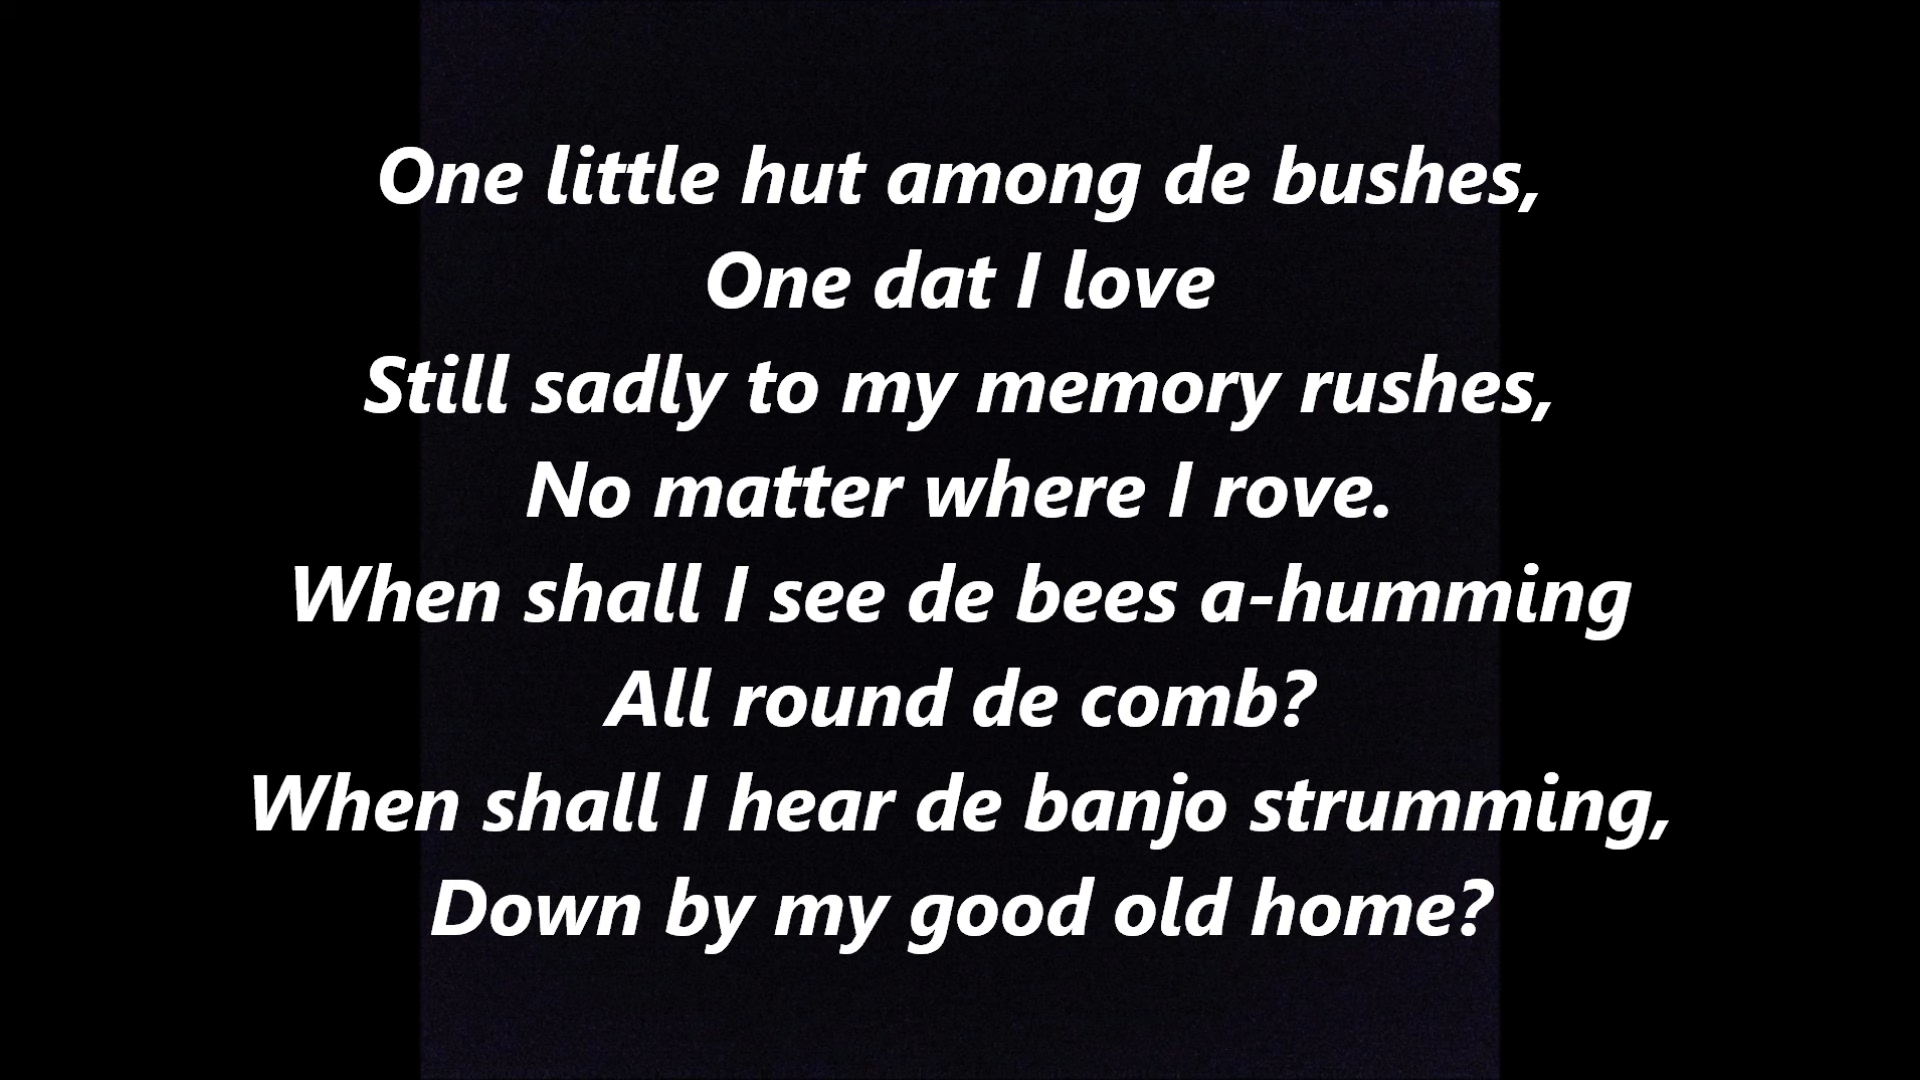 One little hut among de bushes,
One dat I love
Still sadly to my memory rushes,
No matter where I rove.
When shall I see de bees a-humming
All round de comb?
When shall I hear de banjo strumming,
Down by my good old home?